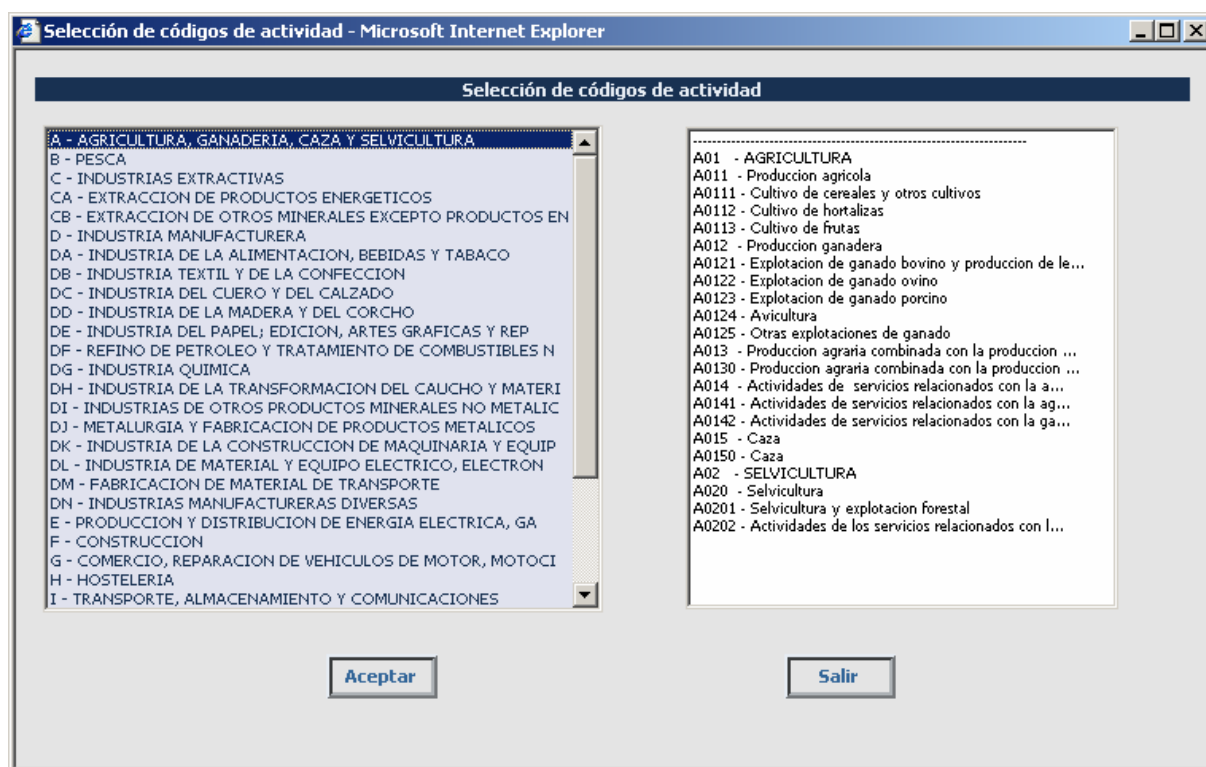 Selección de códigos de actividad - Microsoft Internet Explorer
Selección de códigos de actividad
A - AGRICULTURA, GANADERIA, CAZA Y SELVICULTURA
B - PESCA
C - INDUSTRIAS EXTRACTIVAS
CA - EXTRACCION DE PRODUCTOS ENERGETICOS
CB - EXTRACCION DE OTROS MINERALES EXCEPTO PRODUCTOS EN
D - INDUSTRIA MANUFACTURERA
DA - INDUSTRIA DE LA ALIMENTACION, BEBIDAS Y TABACO
DB - INDUSTRIA TEXTIL Y DE LA CONFECCION
DC - INDUSTRIA DEL CUERO Y DEL CALZADO
DD - INDUSTRIA DE LA MADERA Y DEL CORCHO
DE - INDUSTRIA DEL PAPEL; EDICION, ARTES GRAFICAS Y REP
DF - REFINO DE PETROLEO Y TRATAMIENTO DE COMBUSTIBLES N
DG - INDUSTRIA QUIMICA
DH - INDUSTRIA DE LA TRANSFORMACION DEL CAUCHO Y MATERI
DI - INDUSTRIAS DE OTROS PRODUCTOS MINERALES NO METALIC
DJ - METALURGIA Y FABRICACION DE PRODUCTOS METALICOS
DK - INDUSTRIA DE LA CONSTRUCCION DE MAQUINARIA Y EQUIP
DL - INDUSTRIA DE MATERIAL Y EQUIPO ELECTRICO, ELECTRON
DM - FABRICACION DE MATERIAL DE TRANSPORTE
DN - INDUSTRIAS MANUFACTURERAS DIVERSAS
E - PRODUCCION Y DISTRIBUCION DE ENERGIA ELECTRICA, GA
F - CONSTRUCCION
G - COMERCIO, REPARACION DE VEHICULOS DE MOTOR, MOTOCI
H - HOSTELERIA
I - TRANSPORTE, ALMACENAMIENTO Y COMUNICACIONES
----------------------------------------------------------------------
A01 - AGRICULTURA
A011 - Produccion agricola
A0111 - Cultivo de cereales y otros cultivos
A0112 - Cultivo de hortalizas
A0113 - Cultivo de frutas
A012 - Produccion ganadera
A0121 - Explotacion de ganado bovino y produccion de le...
A0122 - Explotacion de ganado ovino
A0123 - Explotacion de ganado porcino
A0124 - Avicultura
A0125 - Otras explotaciones de ganado
A013 - Produccion agraria combinada con la produccion ...
A0130 - Produccion agraria combinada con la produccion ...
A014 - Actividades de servicios relacionados con la a...
A0141 - Actividades de servicios relacionados con la ag...
A0142 - Actividades de servicios relacionados con la ga...
A015 - Caza
A0150 - Caza
A02 - SELVICULTURA
A020 - Selvicultura
A0201 - Selvicultura y explotacion forestal
A0202 - Actividades de los servicios relacionados con l...
Aceptar
Salir